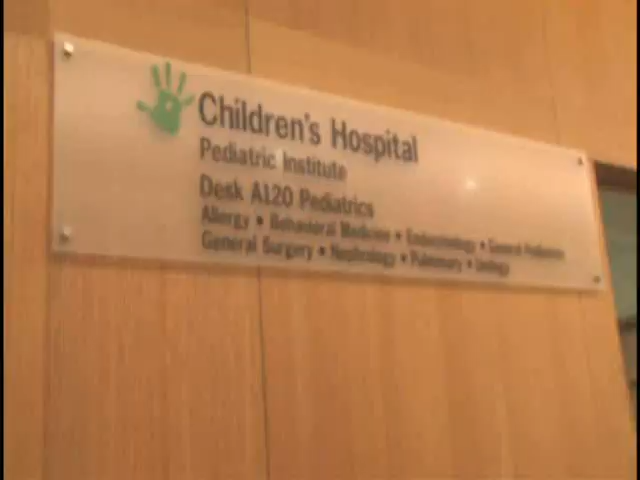 Children's Hospital
Pediatric Institute
Desk A120 Pediatrics
Allergy • Behavioral Medicine • Endocrinology • General Pediatrics
General Surgery • Nephrology • Pulmonary • Urology